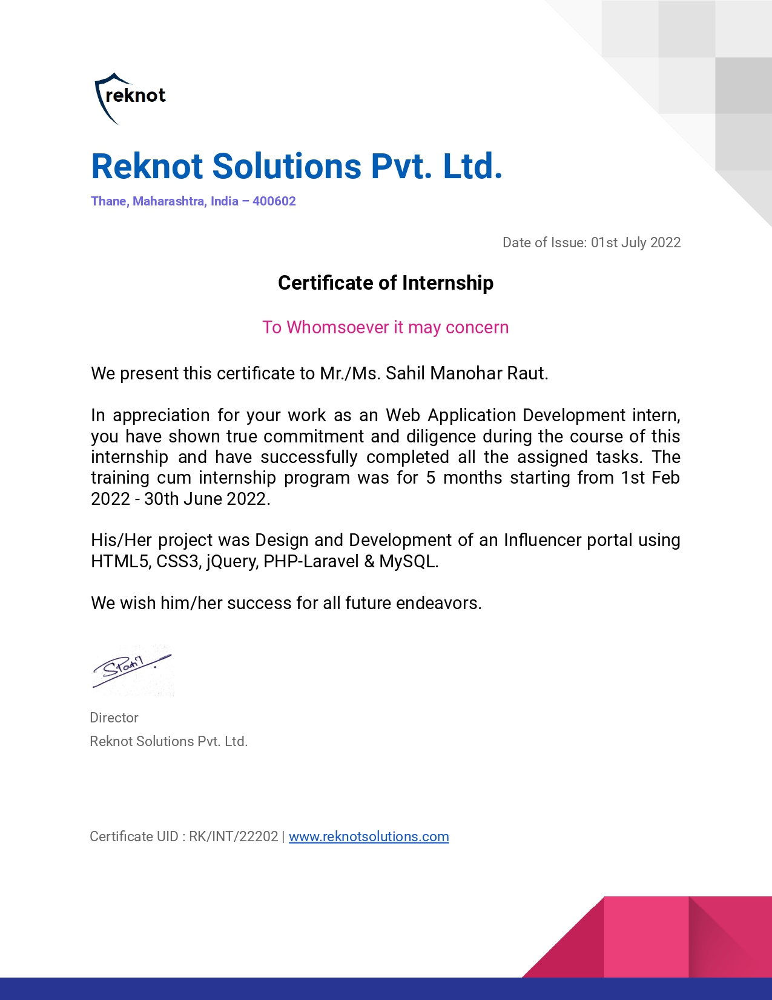 reknot
Reknot Solutions Pvt. Ltd.
Thane, Maharashtra, India – 400602
Date of Issue: 01st July 2022
Certificate of Internship
To Whomsoever it may concern
We present this certificate to Mr./Ms. Sahil Manohar Raut.
In appreciation for your work as an Web Application Development intern,
you have shown true commitment and diligence during the course of this
internship and have successfully completed all the assigned tasks. The
training cum internship program was for 5 months starting from 1st Feb
2022 - 30th June 2022.
His/Her project was Design and Development of an Influencer portal using
HTML5, CSS3, jQuery, PHP-Laravel & MySQL.
We wish him/her success for all future endeavors.
Director
Reknot Solutions Pvt. Ltd.
Certificate UID : RK/INT/22202 | www.reknotsolutions.com